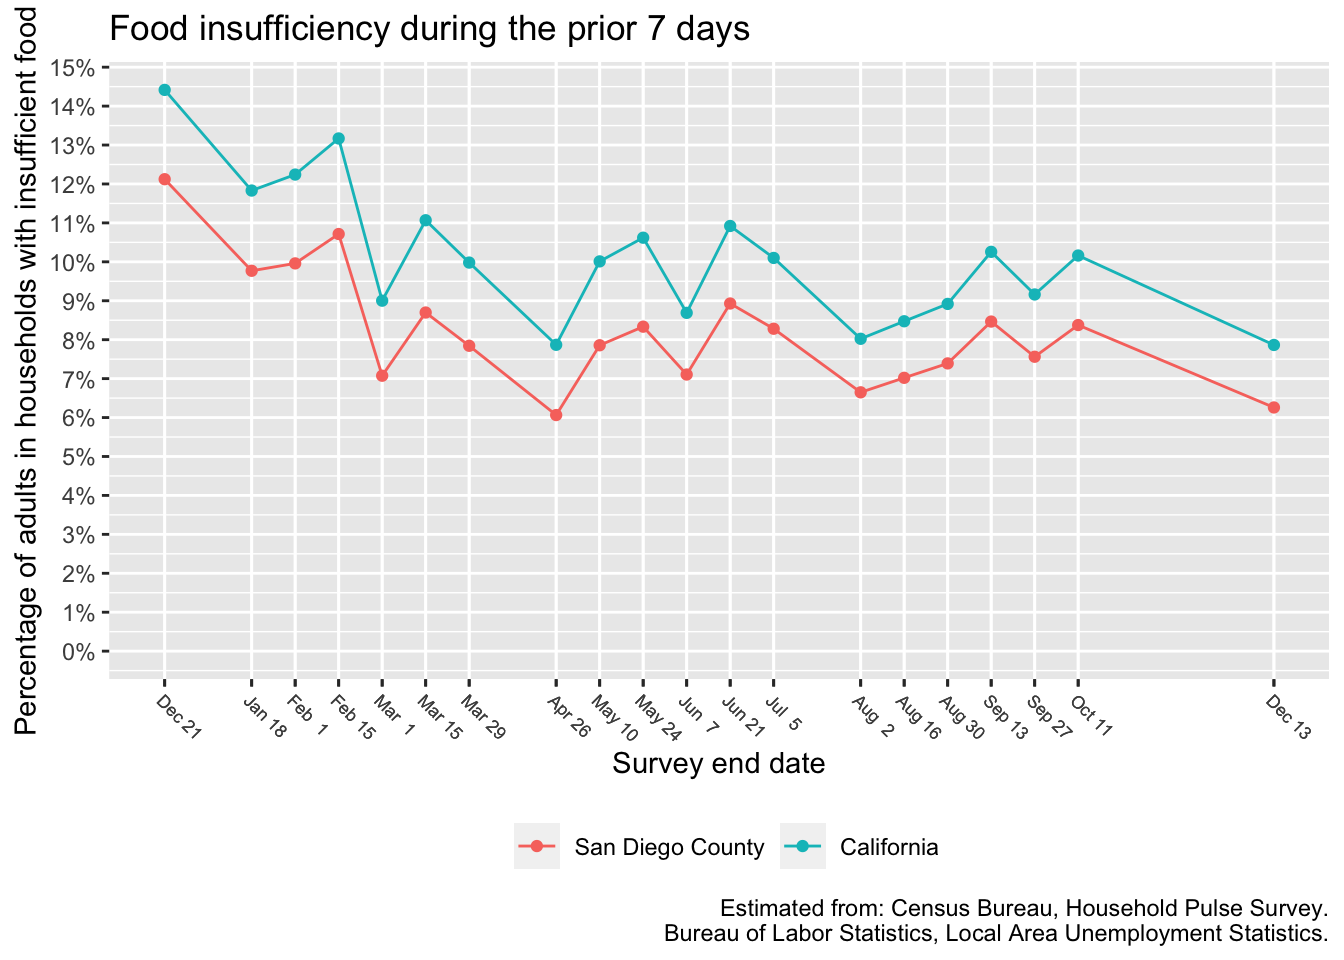 Food insufficiency during the prior 7 days
Percentage of adults in households with insufficient food
15%
14%
13%
12%
11%
10%
9%
8%
7%
6%
5%
4%
3%
2%
1%
0%
Dec 21
Jan 18
Feb 1
Feb 15
Mar 1
Mar 15
Mar 29
Apr 26
May 10
May 24
Jun 7
Jun 21
Jul 5
Aug 2
Aug 16
Aug 30
Sep 13
Sep 27
Oct 11
Dec 13
Survey end date
San Diego County
California
Estimated from: Census Bureau, Household Pulse Survey.
Bureau of Labor Statistics, Local Area Unemployment Statistics.